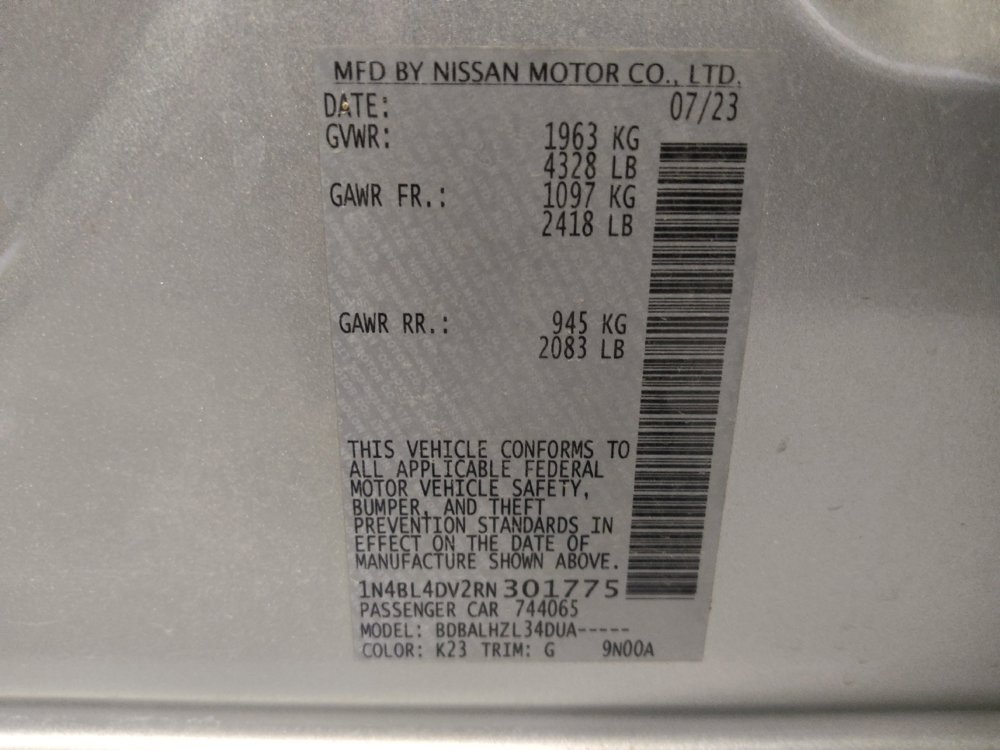 MFD BY NISSAN MOTOR CO., LTD.
DATE: 07/23
GVWR: 1963 KG
4328 LB
GAWR FR.: 1097 KG
2418 LB
GAWR RR.: 945 KG
2083 LB
THIS VEHICLE CONFORMS TO
ALL APPLICABLE FEDERAL
MOTOR VEHICLE SAFETY,
BUMPER, AND THEFT
PREVENTION STANDARDS IN
EFFECT ON THE DATE OF
MANUFACTURE SHOWN ABOVE.
1N4BL4DV2RN301775
PASSENGER CAR 744065
MODEL: BDBALHZL34DUA-----
COLOR: K23 TRIM: G 9N00A